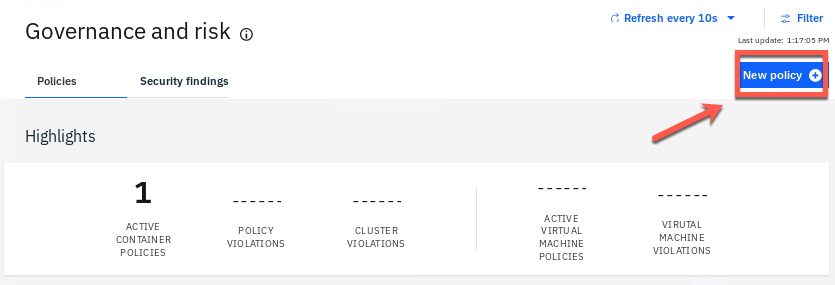 Governance and risk
Refresh every 10s
Filter
Last update: 1:17:05 PM
Policies
Security findings
New policy
Highlights
1
ACTIVE
CONTAINER
POLICIES
------
POLICY
VIOLATIONS
------
CLUSTER
VIOLATIONS
------
ACTIVE
VIRTUAL
MACHINE
POLICIES
------
VIRUTAL
MACHINE
VIOLATIONS